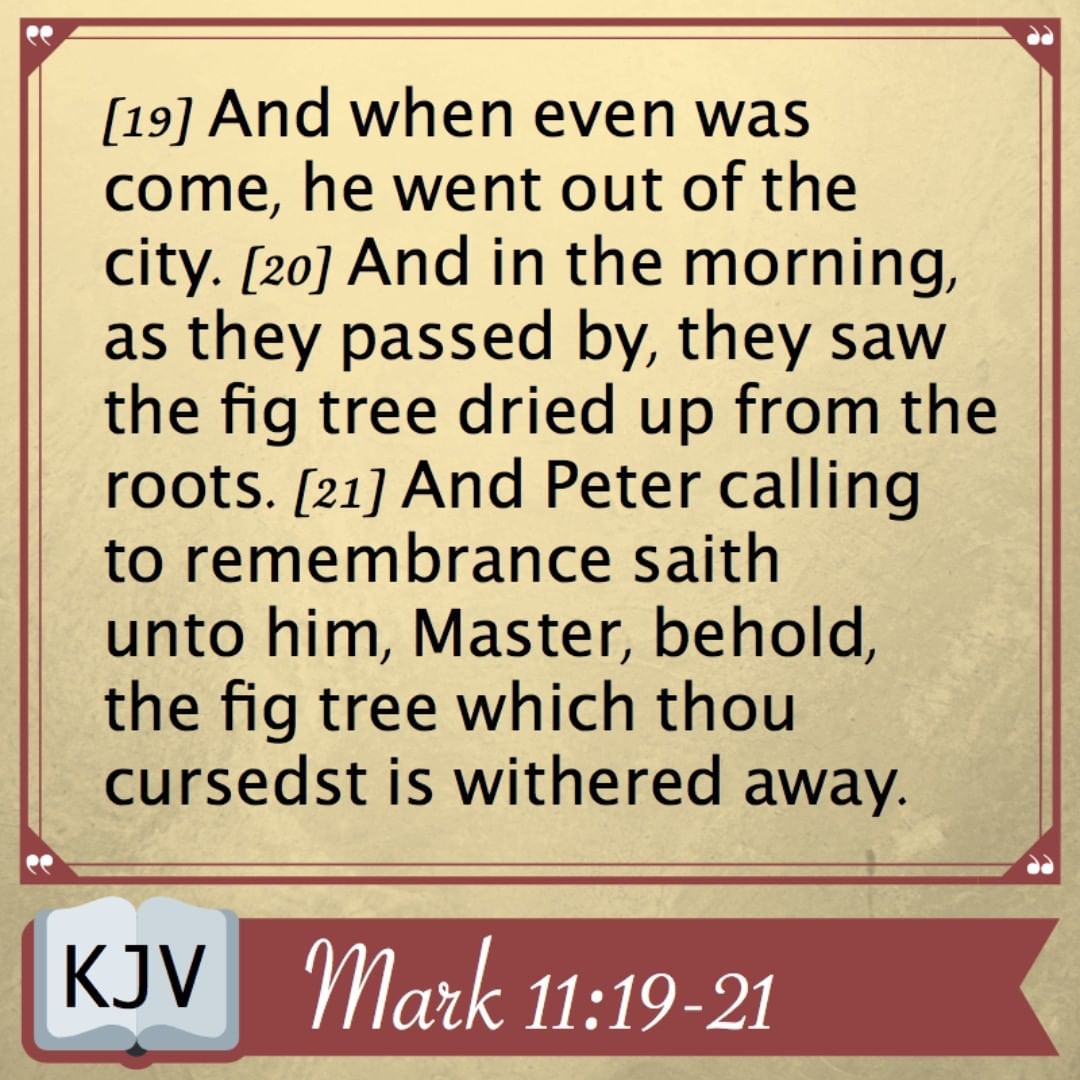 [19] And when even was
come, he went out of the
city. [20] And in the morning,
as they passed by, they saw
the fig tree dried up from the
roots. [21] And Peter calling
to remembrance saith
unto him, Master, behold,
the fig tree which thou
cursedst is withered away.
KJV
Mark 11:19-21